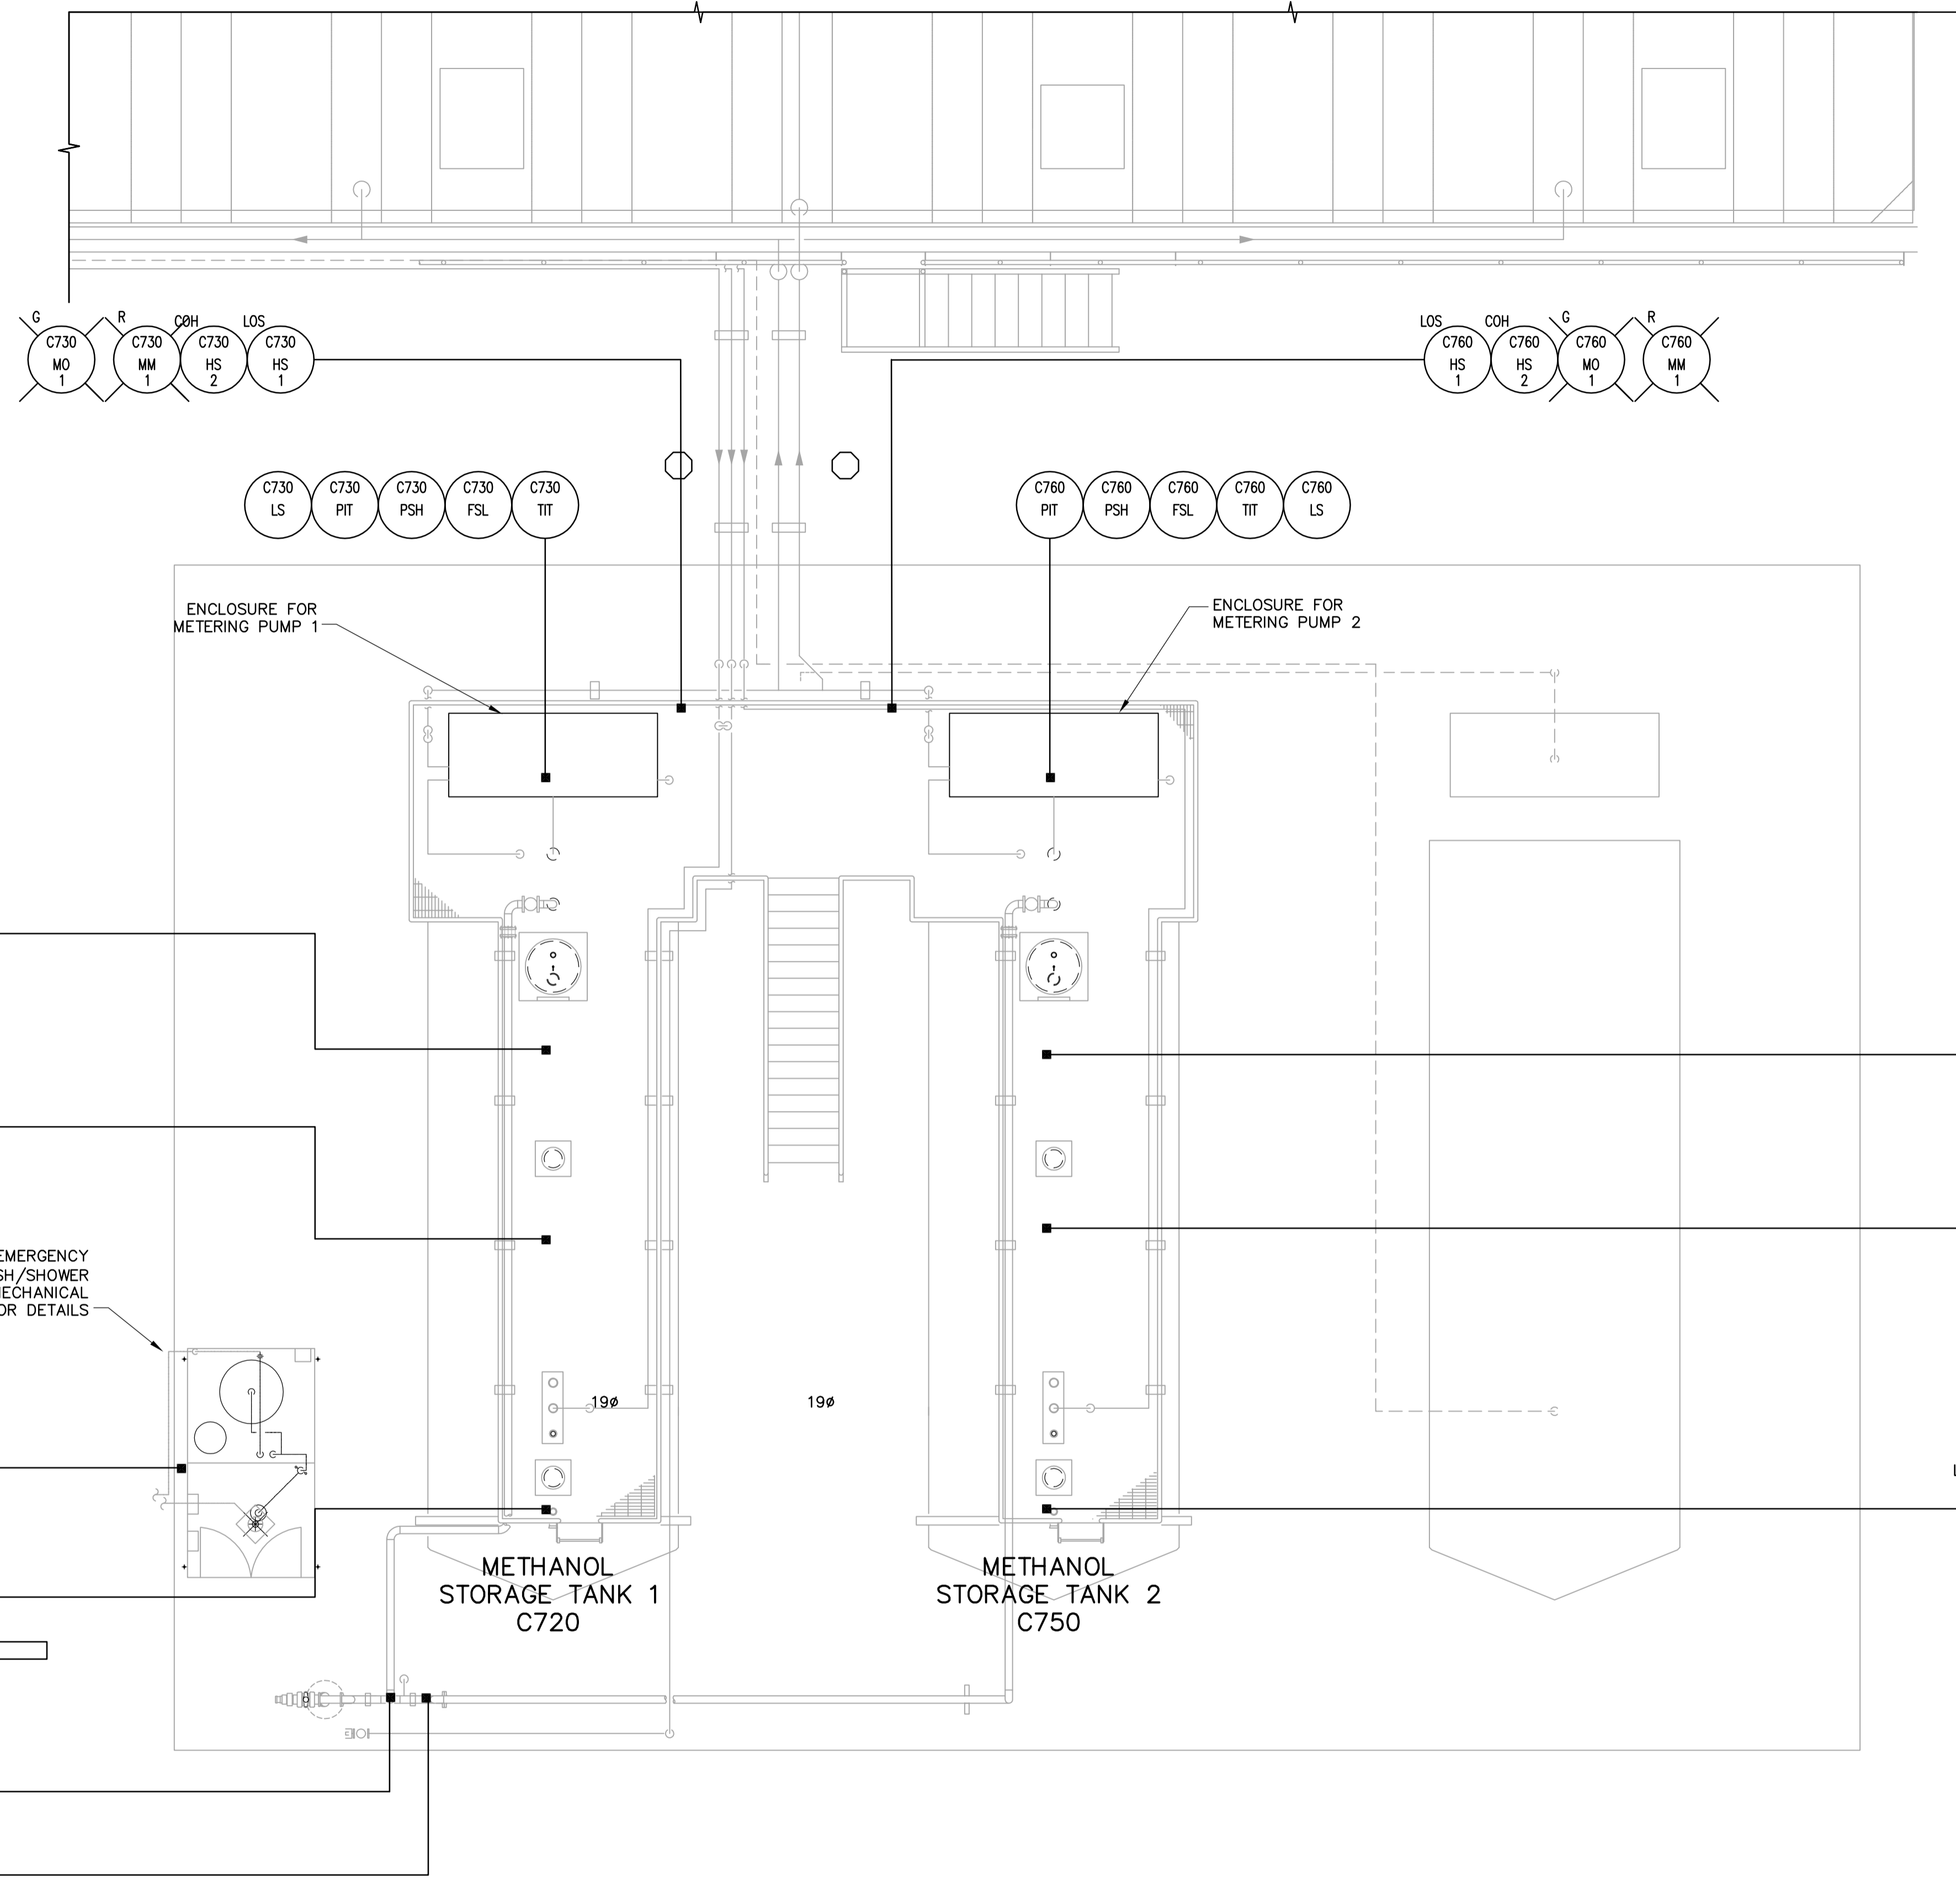 G
R
COH
LOS
C730
MO
1
C730
MM
1
C730
HS
2
C730
HS
1
LOS
COH
G
R
C760
HS
1
C760
HS
2
C760
MO
1
C760
MM
1
C730
LS
C730
PIT
C730
PSH
C730
FSL
C730
TIT
C760
PIT
C760
PSH
C760
FSL
C760
TIT
C760
LS
ENCLOSURE FOR
METERING PUMP 1
ENCLOSURE FOR
METERING PUMP 2
EMERGENCY
SH/SHOWER
MECHANICAL
OR DETAILS
19ø
19ø
L
METHANOL
STORAGE TANK 1
C720
METHANOL
STORAGE TANK 2
C750